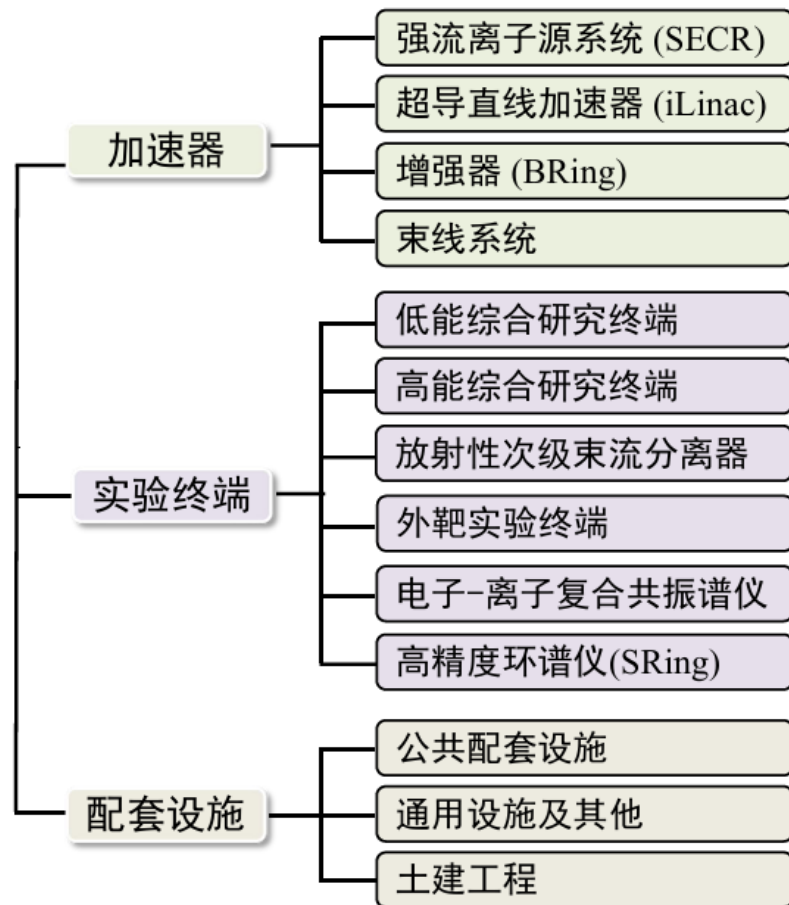 加速器
强流离子源系统 (SECR)
超导直线加速器 (iLinac)
增强器 (BRing)
束线系统
实验终端
低能综合研究终端
高能综合研究终端
放射性次级束流分离器
外靶实验终端
电子-离子复合共振谱仪
高精度环谱仪(SRing)
配套设施
公共配套设施
通用设施及其他
土建工程